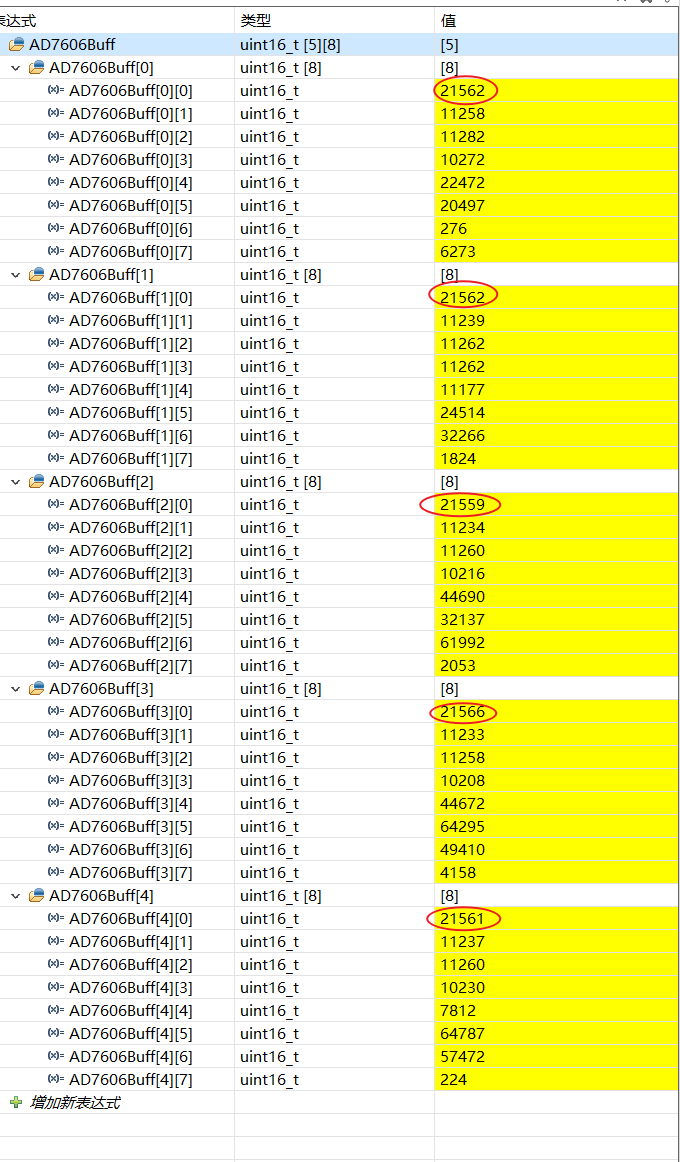 表达式 类型 值
AD7606Buff uint16_t [5][8] [5]
AD7606Buff[0] uint16_t [8] [8]
(x)= AD7606Buff[0][0] uint16_t 21562
(x)= AD7606Buff[0][1] uint16_t 11258
(x)= AD7606Buff[0][2] uint16_t 11282
(x)= AD7606Buff[0][3] uint16_t 10272
(x)= AD7606Buff[0][4] uint16_t 22472
(x)= AD7606Buff[0][5] uint16_t 20497
(x)= AD7606Buff[0][6] uint16_t 276
(x)= AD7606Buff[0][7] uint16_t 6273
AD7606Buff[1] uint16_t [8] [8]
(x)= AD7606Buff[1][0] uint16_t 21562
(x)= AD7606Buff[1][1] uint16_t 11239
(x)= AD7606Buff[1][2] uint16_t 11262
(x)= AD7606Buff[1][3] uint16_t 11262
(x)= AD7606Buff[1][4] uint16_t 11177
(x)= AD7606Buff[1][5] uint16_t 24514
(x)= AD7606Buff[1][6] uint16_t 32266
(x)= AD7606Buff[1][7] uint16_t 1824
AD7606Buff[2] uint16_t [8] [8]
(x)= AD7606Buff[2][0] uint16_t 21559
(x)= AD7606Buff[2][1] uint16_t 11234
(x)= AD7606Buff[2][2] uint16_t 11260
(x)= AD7606Buff[2][3] uint16_t 10216
(x)= AD7606Buff[2][4] uint16_t 44690
(x)= AD7606Buff[2][5] uint16_t 32137
(x)= AD7606Buff[2][6] uint16_t 61992
(x)= AD7606Buff[2][7] uint16_t 2053
AD7606Buff[3] uint16_t [8] [8]
(x)= AD7606Buff[3][0] uint16_t 21566
(x)= AD7606Buff[3][1] uint16_t 11233
(x)= AD7606Buff[3][2] uint16_t 11258
(x)= AD7606Buff[3][3] uint16_t 10208
(x)= AD7606Buff[3][4] uint16_t 44672
(x)= AD7606Buff[3][5] uint16_t 64295
(x)= AD7606Buff[3][6] uint16_t 49410
(x)= AD7606Buff[3][7] uint16_t 4158
AD7606Buff[4] uint16_t [8] [8]
(x)= AD7606Buff[4][0] uint16_t 21561
(x)= AD7606Buff[4][1] uint16_t 11237
(x)= AD7606Buff[4][2] uint16_t 11260
(x)= AD7606Buff[4][3] uint16_t 10230
(x)= AD7606Buff[4][4] uint16_t 7812
(x)= AD7606Buff[4][5] uint16_t 64787
(x)= AD7606Buff[4][6] uint16_t 57472
(x)= AD7606Buff[4][7] uint16_t 224
增加新表达式